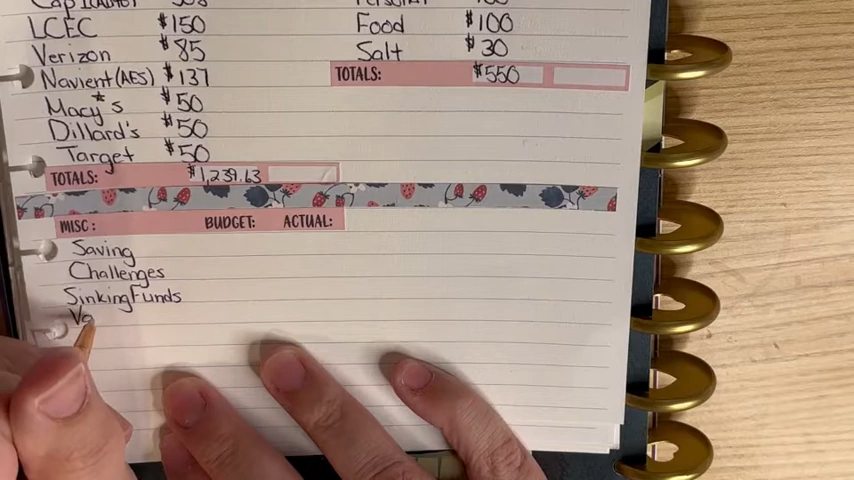 LCEC $150
Verizon $85
Navient (AES) $137
Macy*s $50
Dillard's $50
Target $50
TOTALS: $1,239.63
Food $100
Salt $30
TOTALS: $550
MISC: BUDGET: ACTUAL:
Saving
Challenges
Sinking Funds
Va